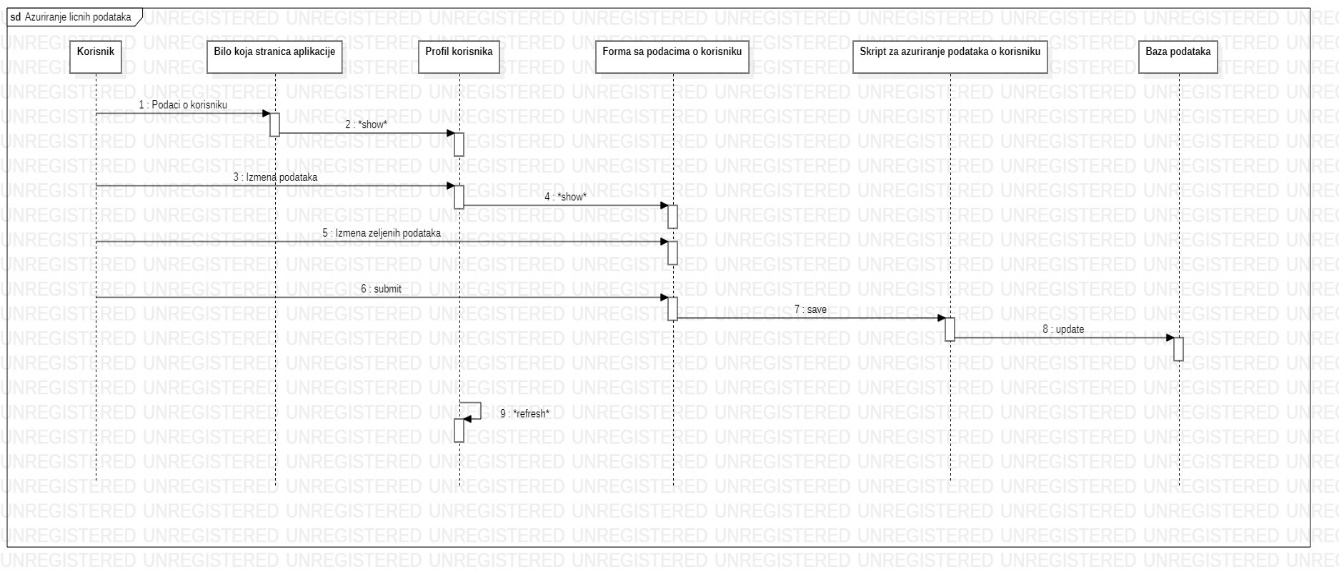 sd Azuriranje licnih podataka
Korisnik
Bilo koja stranica aplikacije
Profil korisnika
Forma sa podacima o korisniku
Skript za azuriranje podataka o korisniku
Baza podataka
1 : Podaci o korisniku
2 : *show*
3 : Izmena podataka
4 : *show*
5 : Izmena zeljenih podataka
6 : submit
7 : save
8 : update
9 : *refresh*
UNREGISTERED